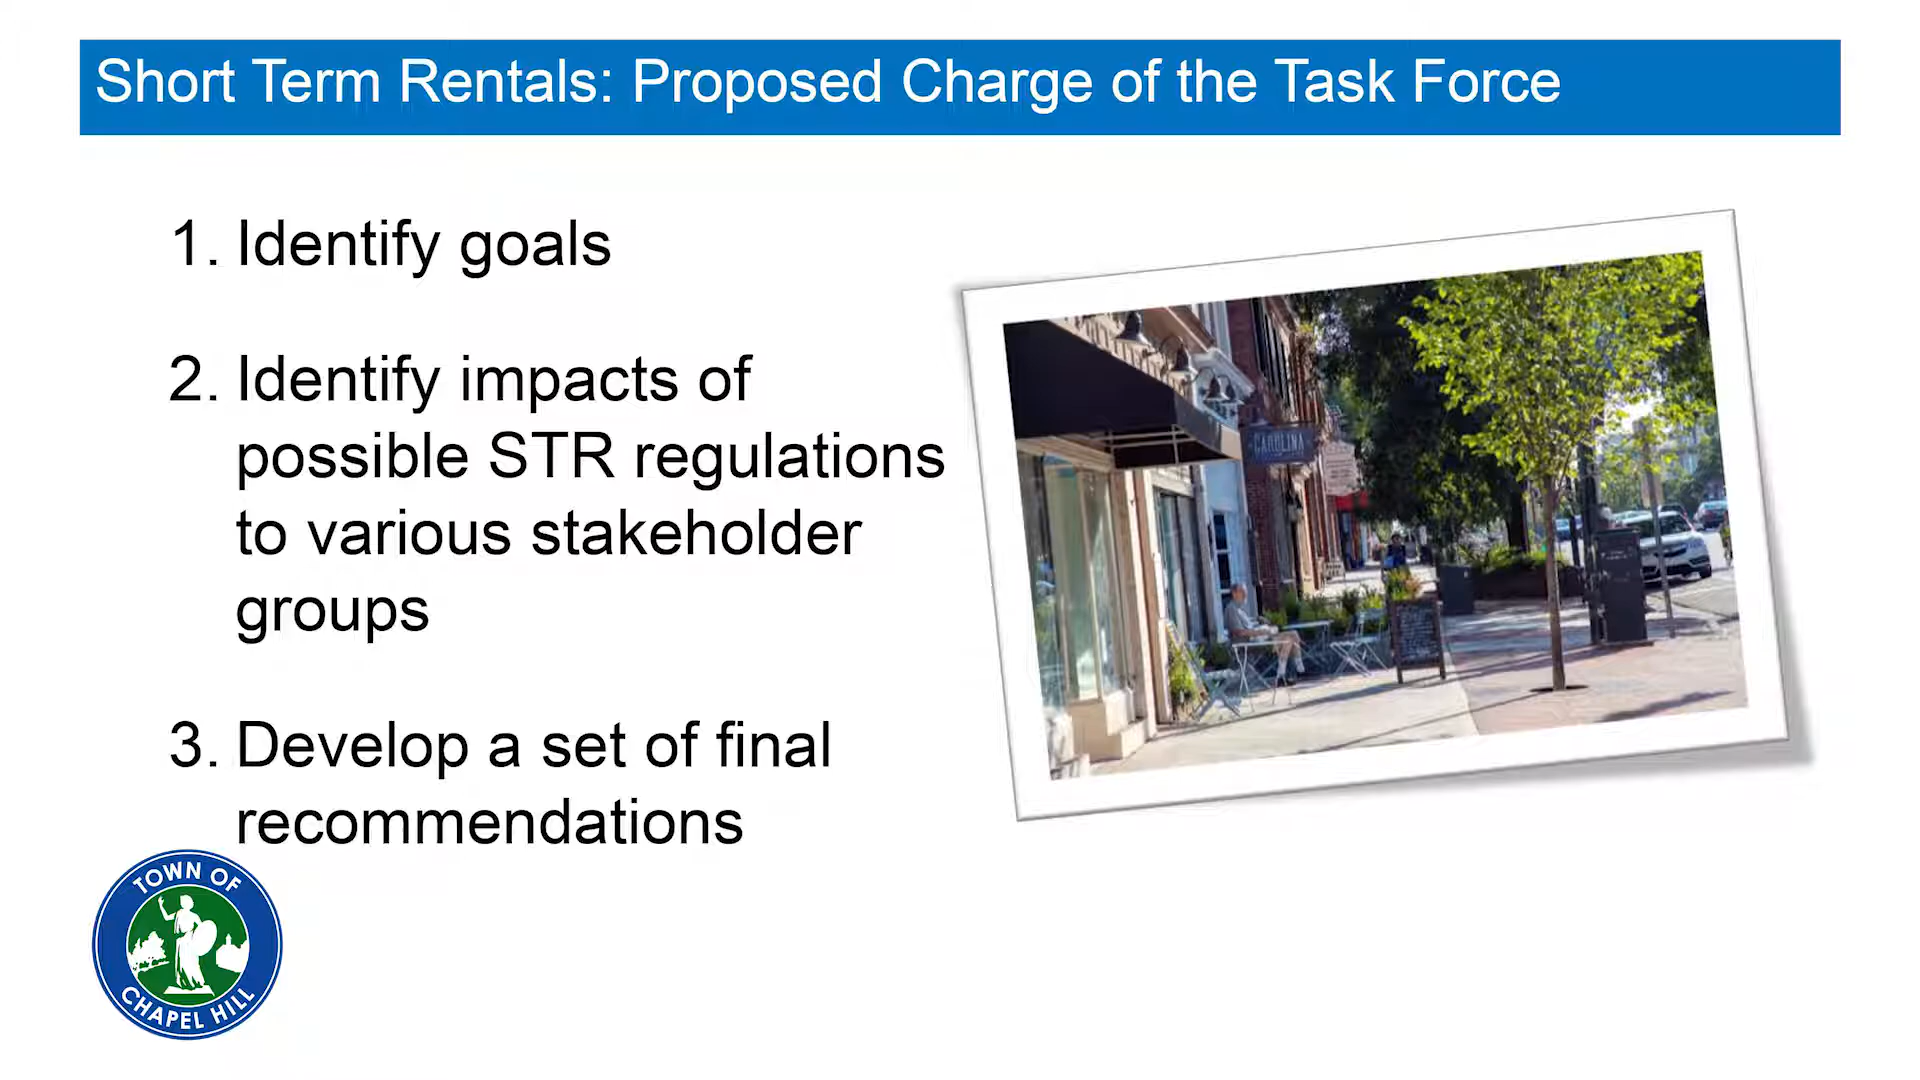 Short Term Rentals: Proposed Charge of the Task Force
1. Identify goals
2. Identify impacts of
possible STR regulations
to various stakeholder
groups
3. Develop a set of final
recommendations
CAROLINA
TOWN OF
CHAPEL HILL